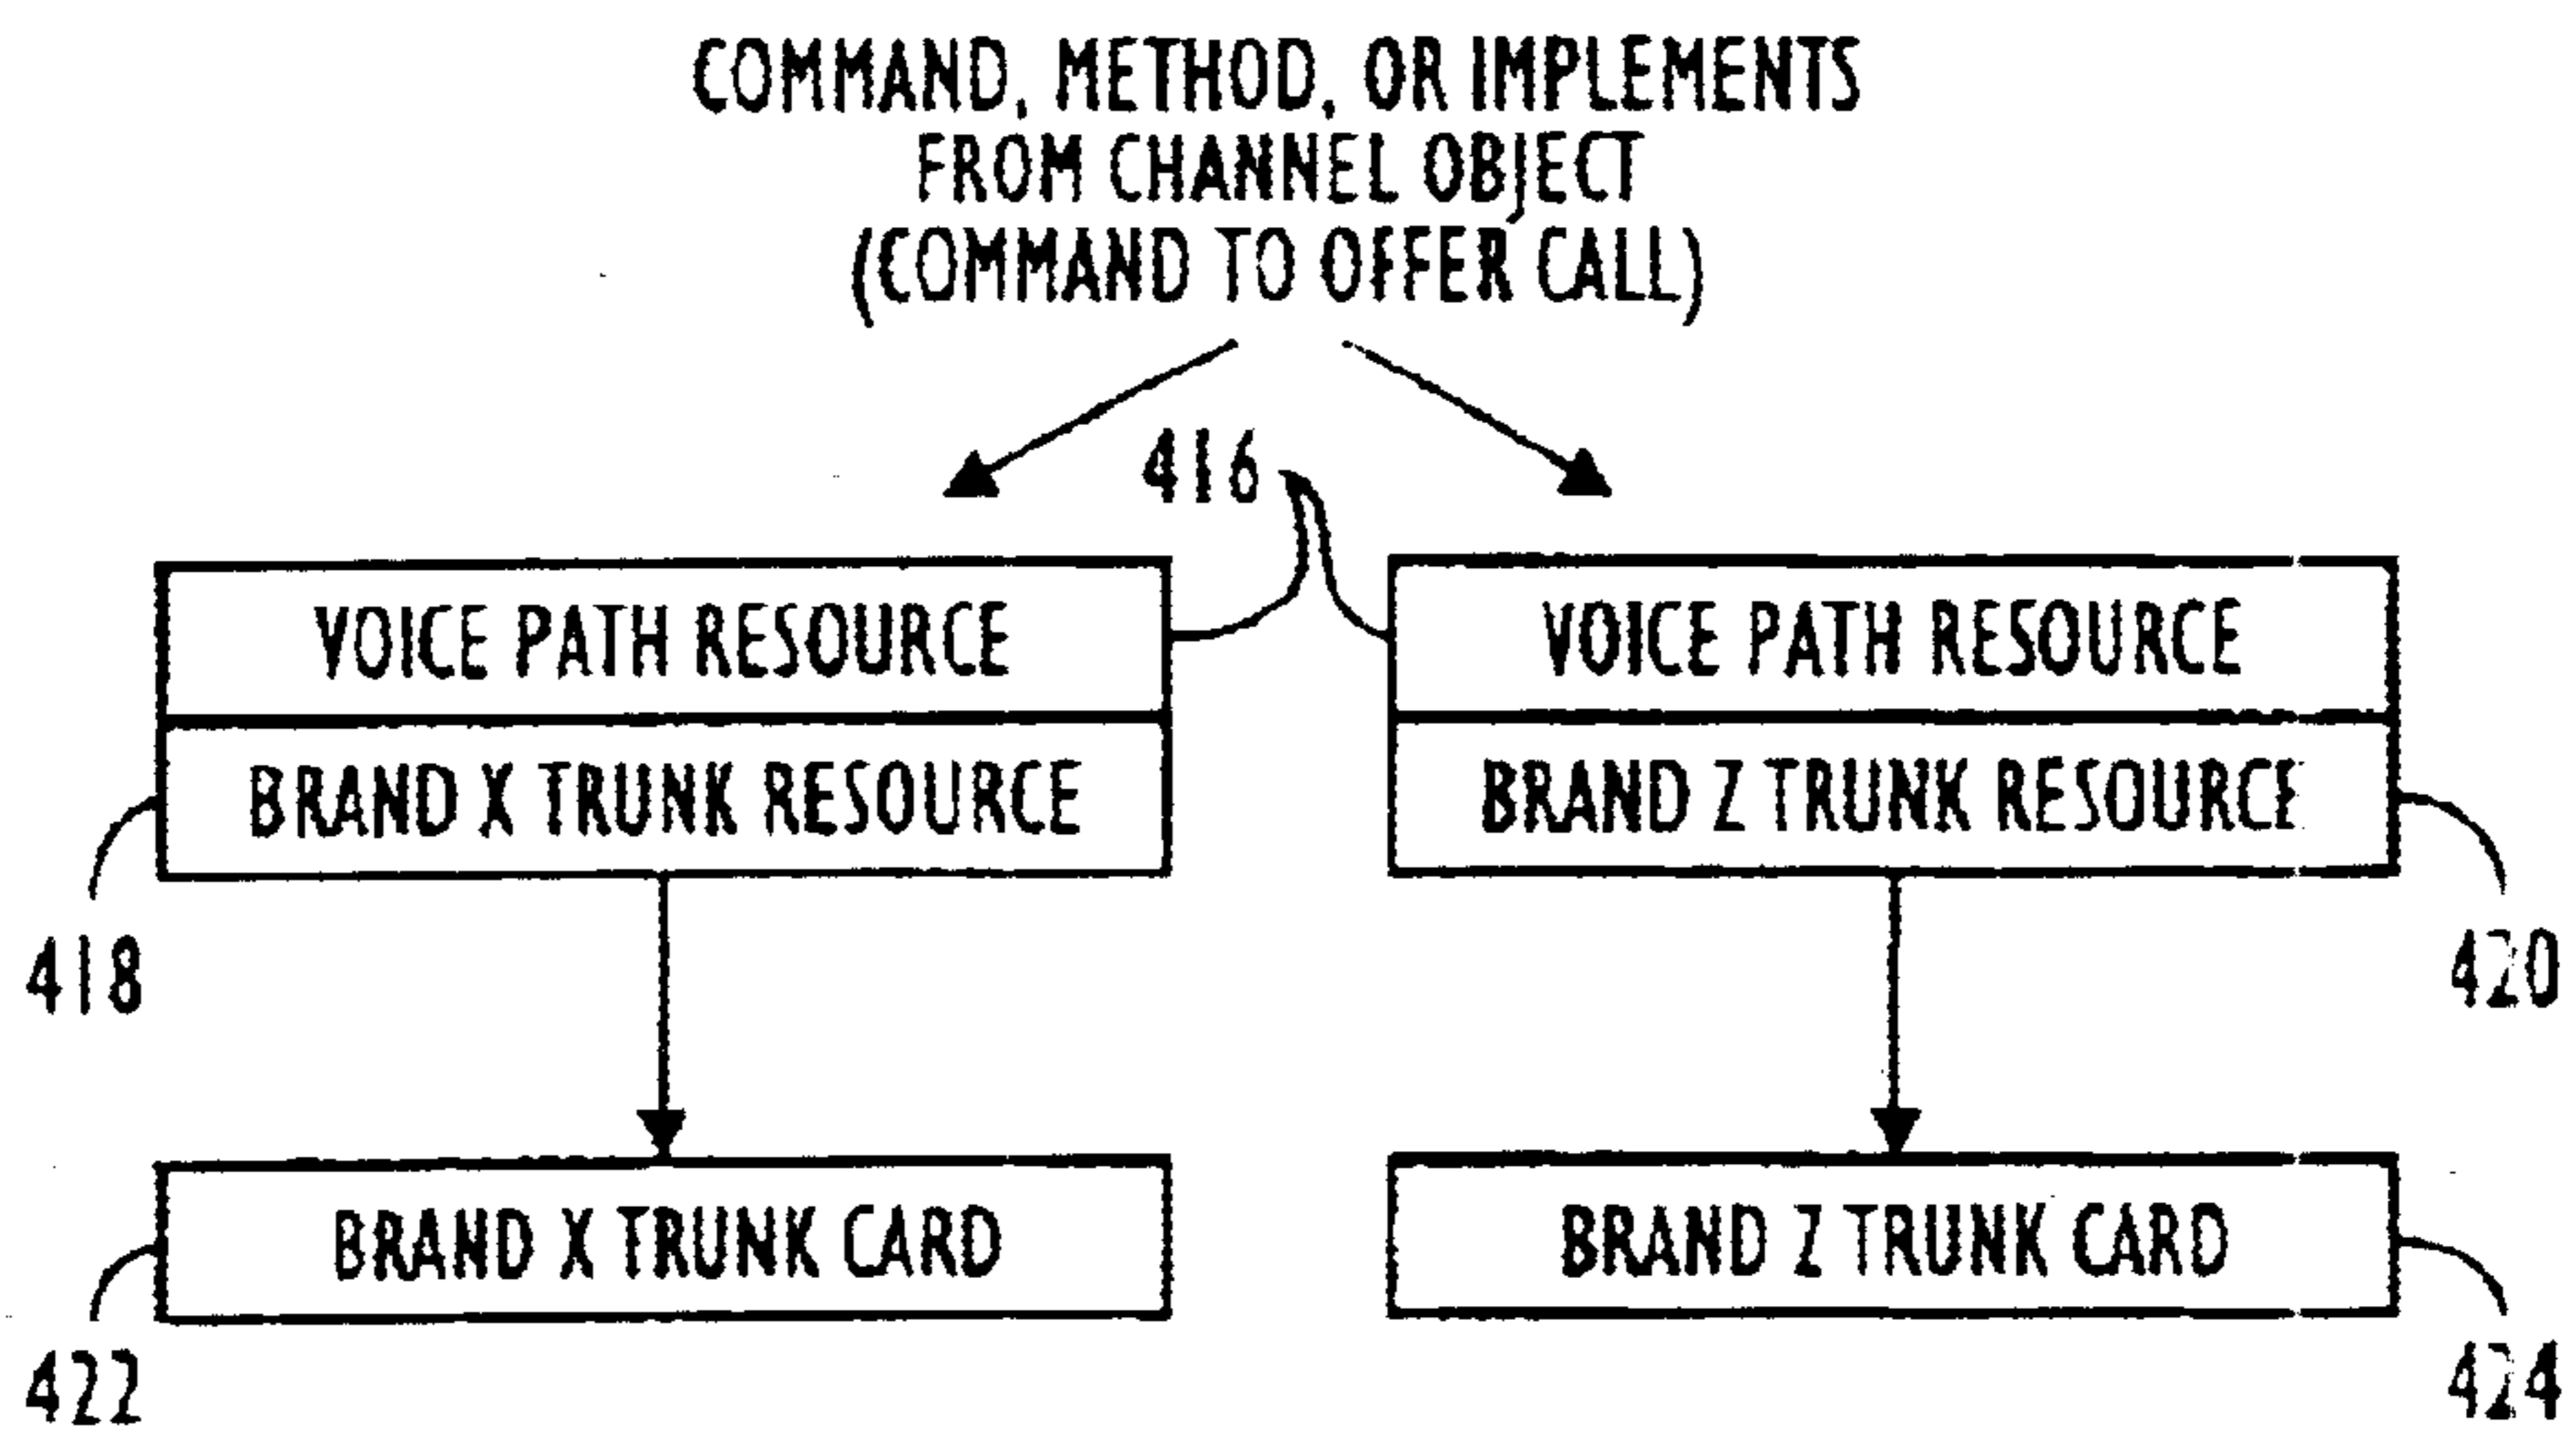 COMMAND, METHOD, OR IMPLEMENTS
FROM CHANNEL OBJECT
(COMMAND TO OFFER CALL)
416
VOICE PATH RESOURCE
VOICE PATH RESOURCE
BRAND X TRUNK RESOURCE
BRAND Z TRUNK RESOURCE
418
420
BRAND X TRUNK CARD
BRAND Z TRUNK CARD
422
424